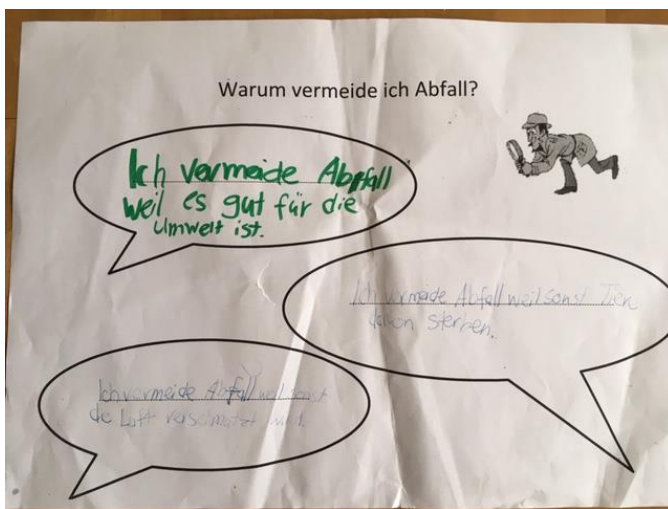 Warum vermeide ich Abfall?
Ich vermeide Abfall
weil es gut für die
Umwelt ist.
Ich vermeide Abfall weil sonst Tiere
sterben.
Ich vermeide Abfall weil sonst
die Luft verschmutzt wird.